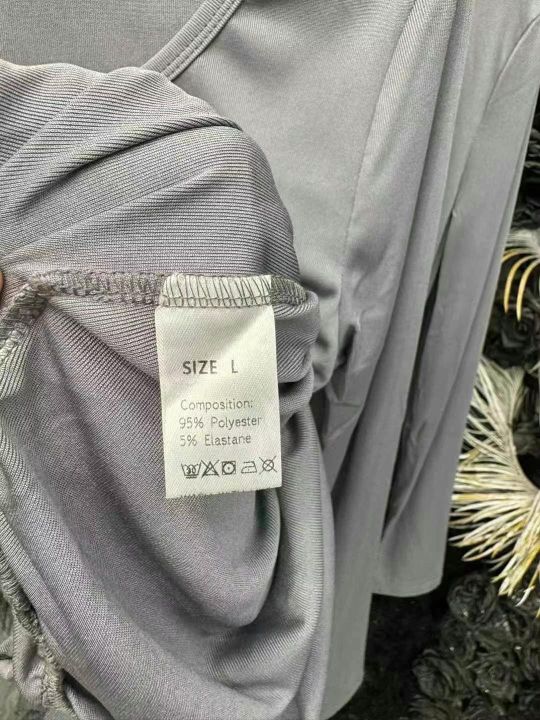 SIZE L
Composition:
95% Polyester
5% Elastane